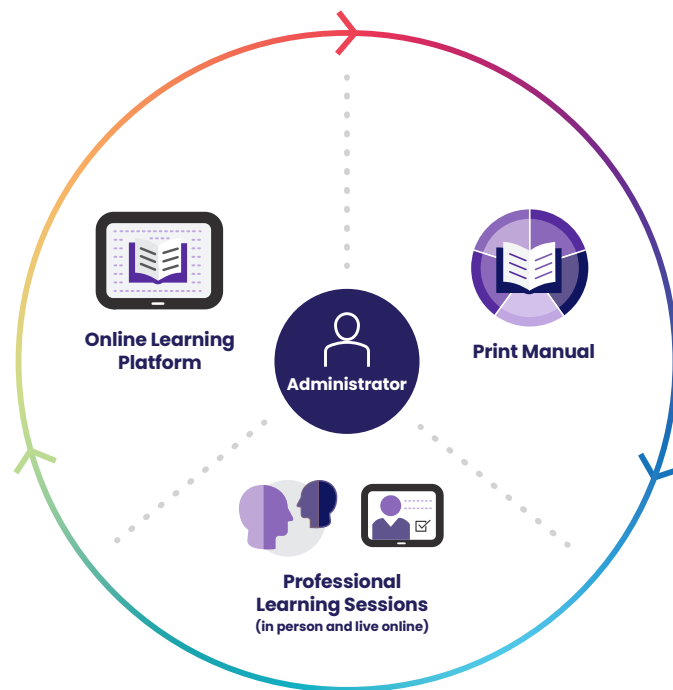 Online Learning
Platform
Print Manual
Administrator
Professional
Learning Sessions
(in person and live online)